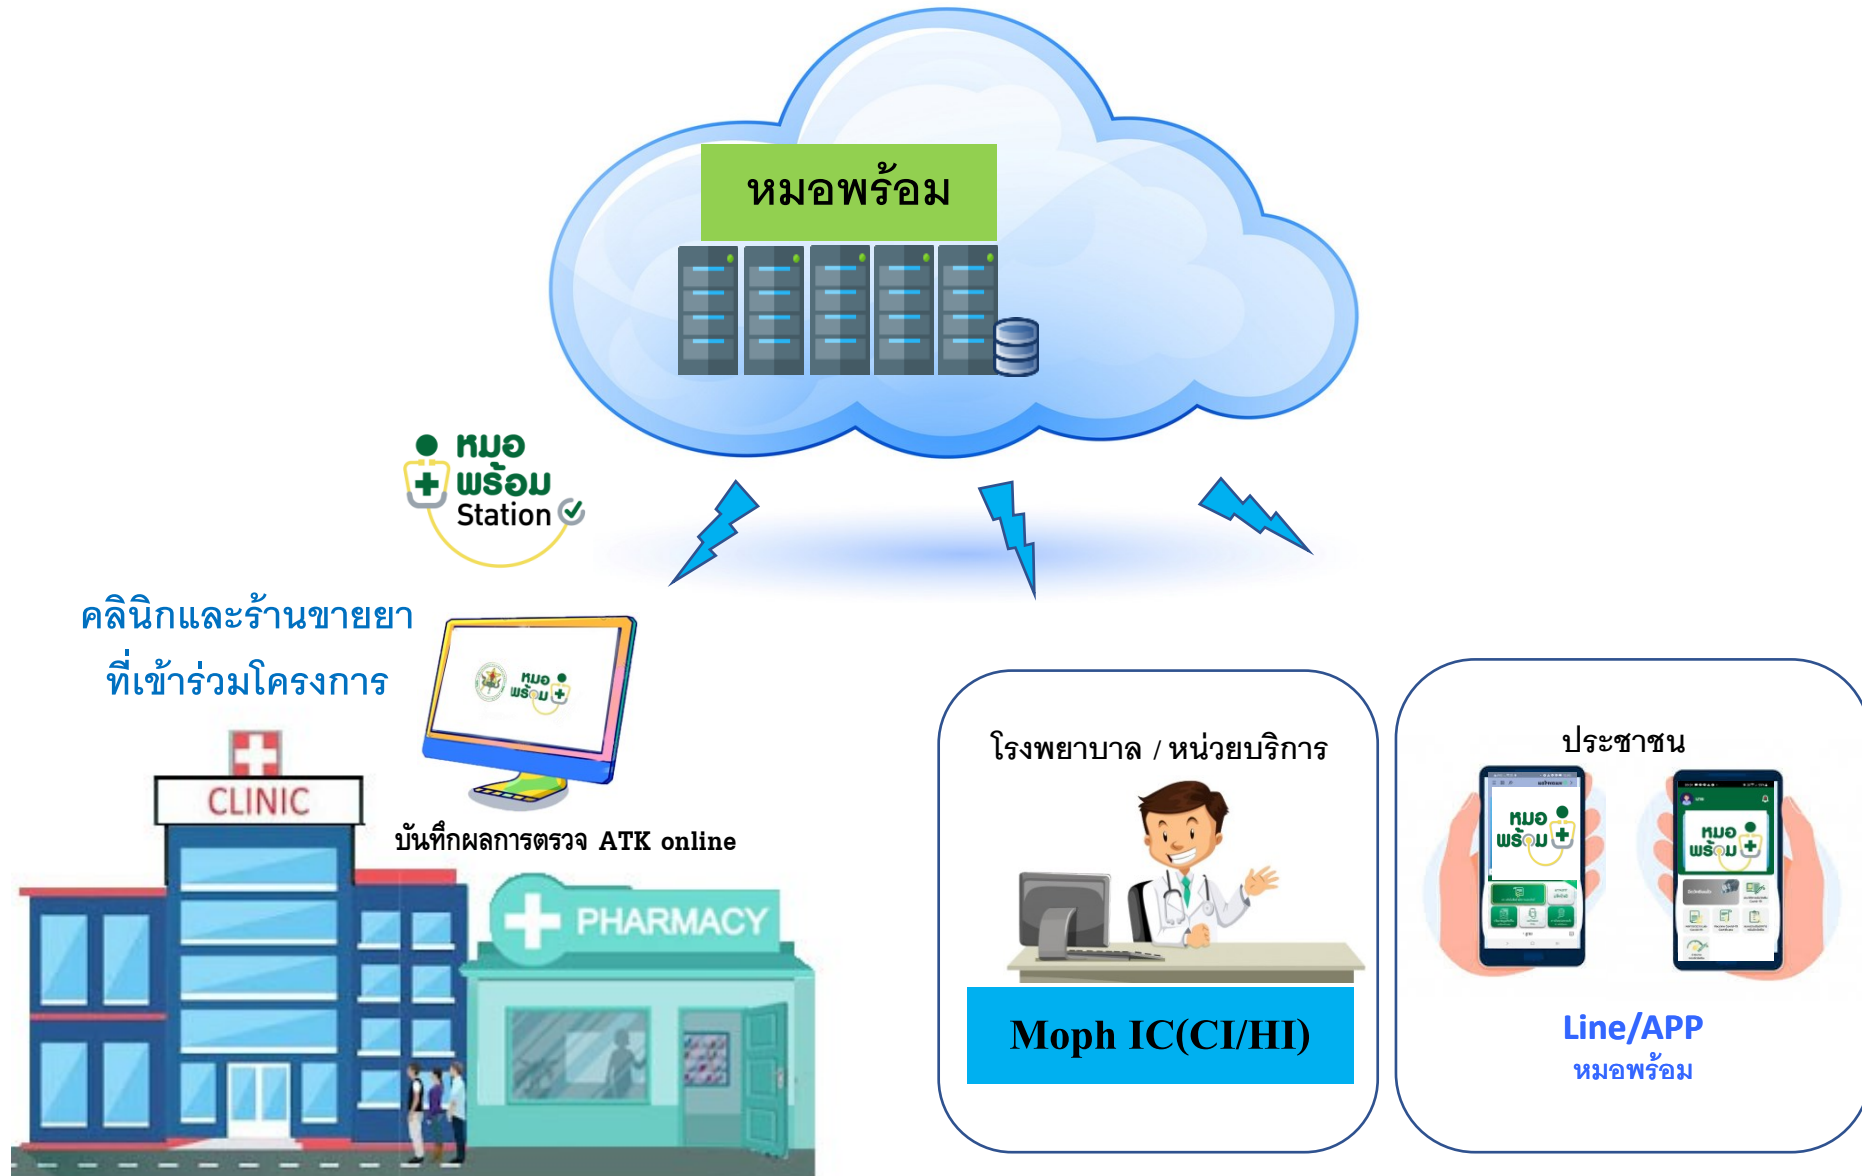 หมอพร้อม
หมอ
พร้อม
Station
คลินิกและร้านขายยา
ที่เข้าร่วมโครงการ
หมอ
พร้อม
บันทึกผลการตรวจ ATK online
CLINIC
PHARMACY
โรงพยาบาล / หน่วยบริการ
Moph IC(CI/HI)
ประชาชน
หมอ
พร้อม
หมอ
พร้อม
Line/APP
หมอพร้อม